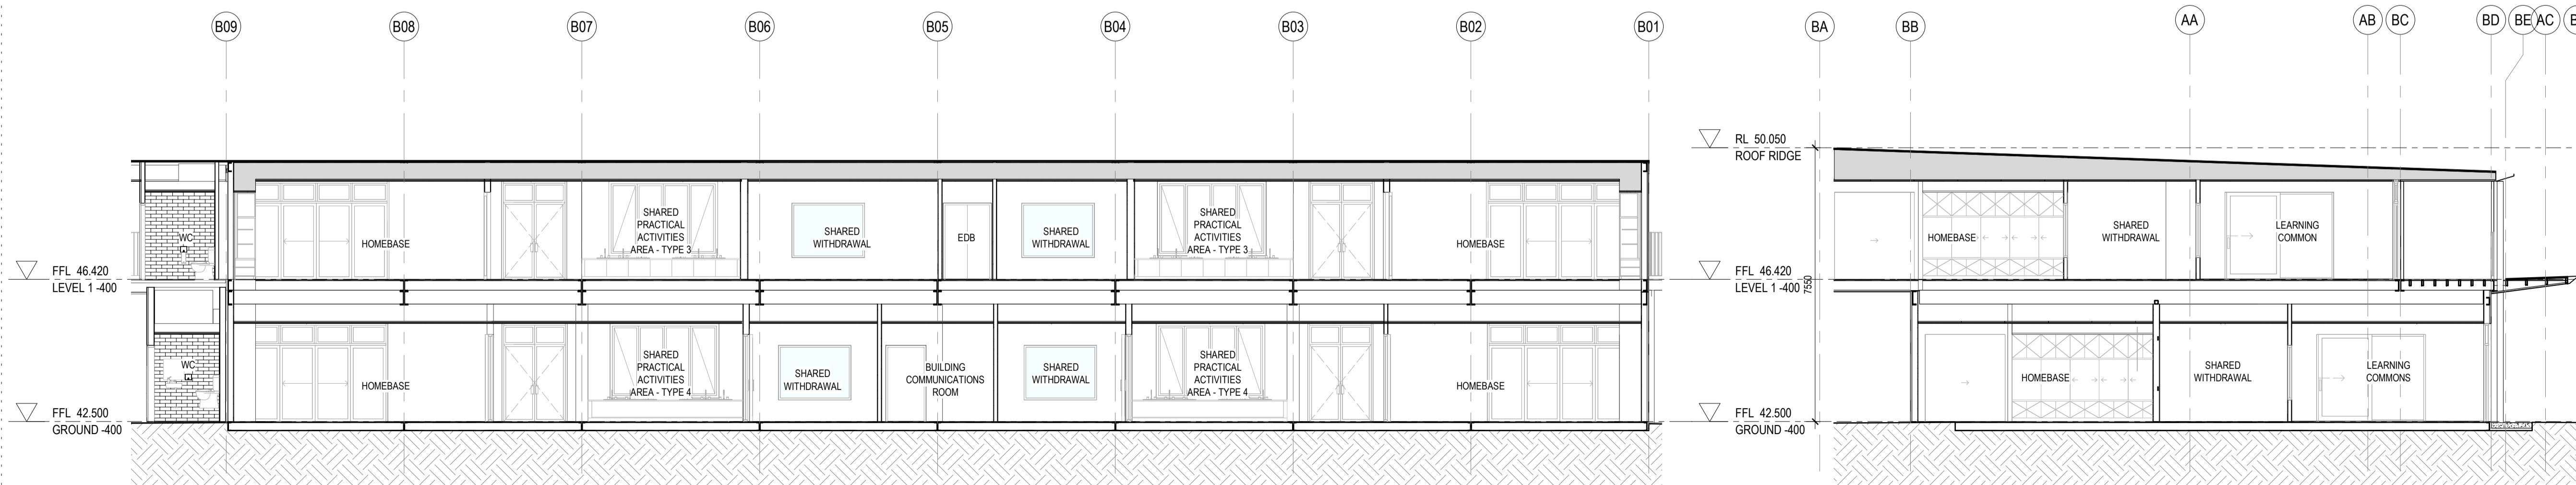 B09
B08
B07
B06
B05
B04
B03
B02
B01
BA
BB
AA
AB
BC
BD
BE
AC
RL 50.050
ROOF RIDGE
WC
HOMEBASE
SHARED
PRACTICAL
ACTIVITIES
AREA - TYPE 3
SHARED
WITHDRAWAL
EDB
SHARED
WITHDRAWAL
SHARED
PRACTICAL
ACTIVITIES
AREA - TYPE 3
HOMEBASE
HOMEBASE
SHARED
WITHDRAWAL
LEARNING
COMMON
FFL 46.420
LEVEL 1 -400
FFL 46.420
LEVEL 1 -400
7550
WC
HOMEBASE
SHARED
PRACTICAL
ACTIVITIES
AREA - TYPE 4
SHARED
WITHDRAWAL
BUILDING
COMMUNICATIONS
ROOM
SHARED
WITHDRAWAL
SHARED
PRACTICAL
ACTIVITIES
AREA - TYPE 4
HOMEBASE
HOMEBASE
SHARED
WITHDRAWAL
LEARNING
COMMONS
FFL 42.500
GROUND -400
FFL 42.500
GROUND -400